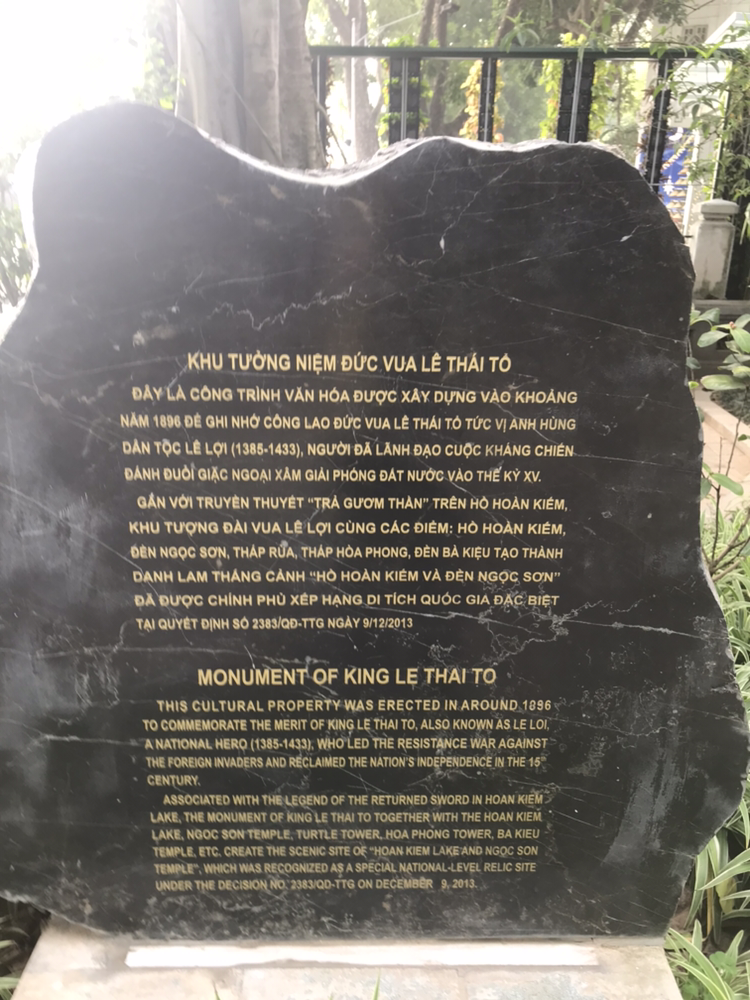 KHU TƯỞNG NIỆM ĐỨC VUA LÊ THÁI TỔ
ĐÂY LÀ CÔNG TRÌNH VĂN HÓA ĐƯỢC XÂY DỰNG VÀO KHOẢNG
NĂM 1896 ĐỂ GHI NHỚ CÔNG LAO ĐỨC VUA LÊ THÁI TỔ TỨC VỊ ANH HÙNG
DÂN TỘC LÊ LỢI (1385-1433), NGƯỜI ĐÃ LÃNH ĐẠO CUỘC KHÁNG CHIẾN
ĐÁNH ĐUỔI GIẶC NGOẠI XÂM GIẢI PHÓNG ĐẤT NƯỚC VÀO THẾ KỶ XV.
GẮN VỚI TRUYỀN THUYẾT “TRẢ GƯƠM THẦN” TRÊN HỒ HOÀN KIẾM,
KHU TƯỢNG ĐÀI VUA LÊ LỢI CÙNG CÁC ĐIỂM: HỒ HOÀN KIẾM,
ĐỀN NGỌC SƠN, THÁP RÙA, THÁP HÒA PHONG, ĐỀN BÀ KIỆU TẠO THÀNH
DANH LAM THẮNG CẢNH “HỒ HOÀN KIẾM VÀ ĐỀN NGỌC SƠN”
ĐÃ ĐƯỢC CHÍNH PHỦ XẾP HẠNG DI TÍCH QUỐC GIA ĐẶC BIỆT
TẠI QUYẾT ĐỊNH SỐ 2383/QĐ-TTG NGÀY 9/12/2013
MONUMENT OF KING LE THAI TO
THIS CULTURAL PROPERTY WAS ERECTED IN AROUND 1896
TO COMMEMORATE THE MERIT OF KING LE THAI TO, ALSO KNOWN AS LE LOI,
A NATIONAL HERO (1385-1433), WHO LED THE RESISTANCE WAR AGAINST
THE FOREIGN INVADERS AND RECLAIMED THE NATION'S INDEPENDENCE IN THE 15
CENTURY.
ASSOCIATED WITH THE LEGEND OF THE RETURNED SWORD IN HOAN KIEM
LAKE, THE MONUMENT OF KING LE THAI TO TOGETHER WITH THE HOAN KIEM
LAKE, NGOC SON TEMPLE, TURTLE TOWER, HOA PHONG TOWER, BA KIEU
TEMPLE, ETC. CREATE THE SCENIC SITE OF “HOAN KIEM LAKE AND NGOC SON
TEMPLE”, WHICH WAS RECOGNIZED AS A SPECIAL NATIONAL-LEVEL RELIC SITE
UNDER THE DECISION NO. 2383/QD-TTG ON DECEMBER 9, 2013.